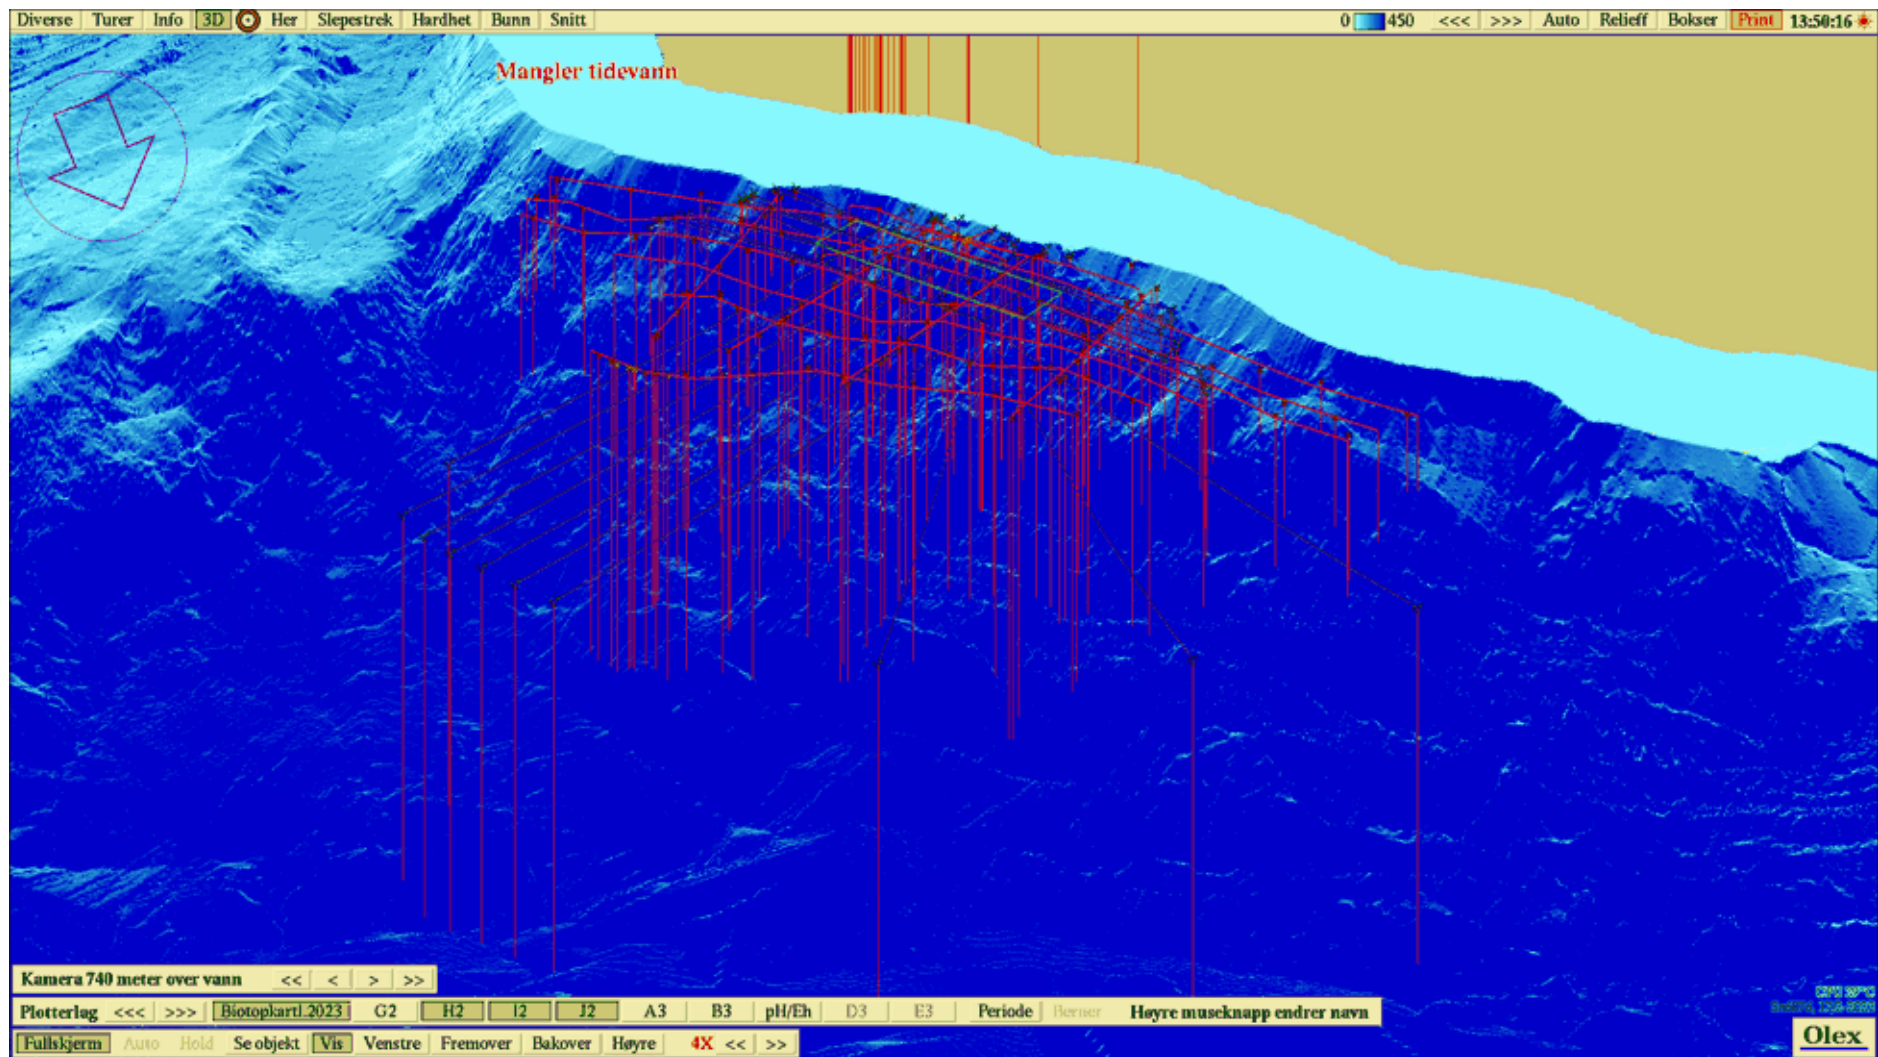 Diverse Turer Info 3D Her Slepestrek Hardhet Bunn Snitt 0 450 <<< >>> Auto Relieff Bokser Print 13:50:16
Mangler tidevann
Kamera 740 meter over vann << < > >>
Plotterlag <<< >>> Biotopkartl.2023 G2 H2 I2 J2 A3 B3 pH/Eh D3 E3 Periode Berner Høyre museknapp endrer navn
Fullskjerm Auto Hold Se objekt Vis Venstre Fremover Bakover Høyre 4X << >>
Olex